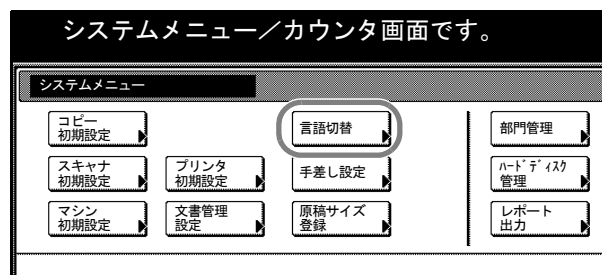 システムメニュー／カウンタ画面です。
システムメニュー
コピー
初期設定
言語切替
部門管理
スキャナ
初期設定
プリンタ
初期設定
手差し設定
ﾊｰﾄﾞﾃﾞｨｽｸ
管理
マシン
初期設定
文書管理
設定
原稿サイズ
登録
レポート
出力